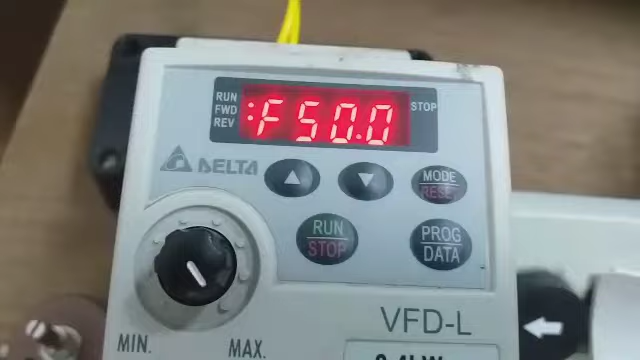 RUN
FWD
REV
F50.0
STOP
DELTA
MODE
RESET
RUN
STOP
PROG
DATA
VFD-L
MIN.
MAX.